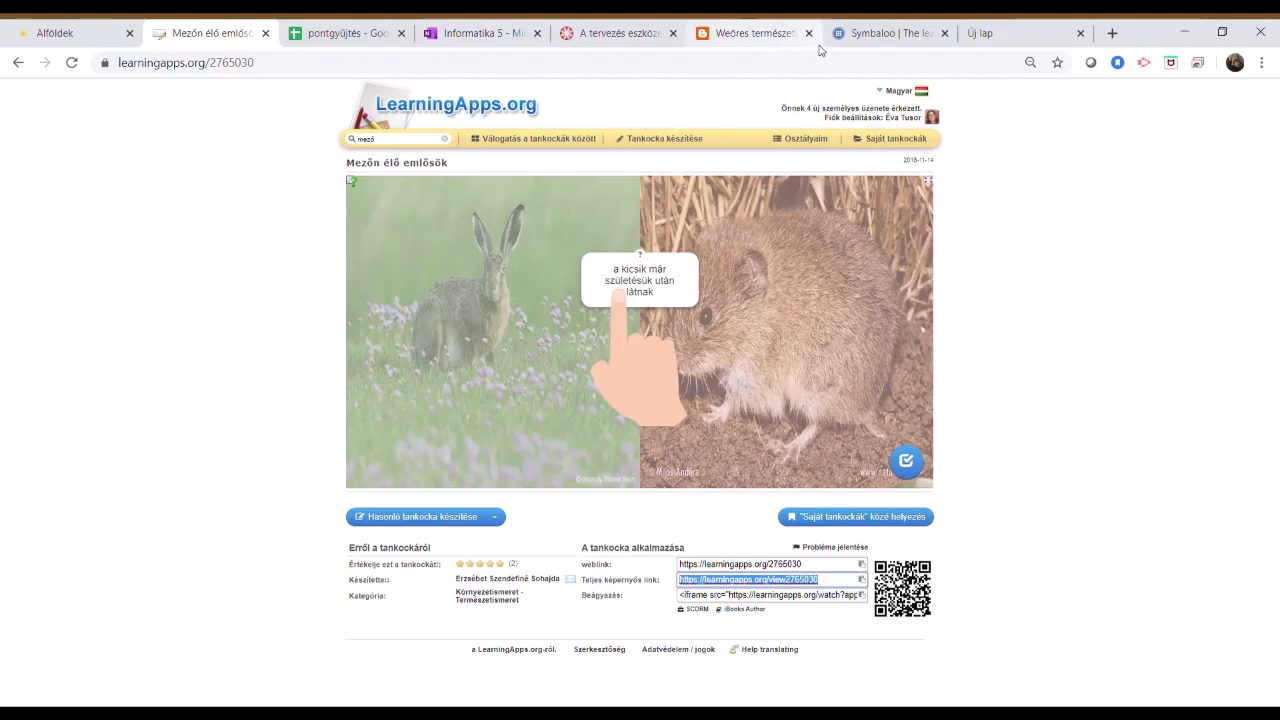 Alföldek
Mezőn élő emlősö
pontgyűjtés - Goo
Informatika 5 - Mi
A tervezés eszköze
Weöres természet
Symbaloo | The lea
Új lap
learningapps.org/2765030
LearningApps.org
Magyar
Önnek 4 új személyes üzenete érkezett.
Fiók beállítások: Éva Tusor
mező
Válogatás a tankockák között
Tankocka készítése
Osztályaim
Saját tankockák
Mezőn élő emlősök
2016-11-14
?
a kicsik már
születésük után
látnak
© Miloš Anděra
Hasonló tankocka készítése
"Saját tankockák" közé helyezés
Erről a tankockáról
Értékelje ezt a tankockát!:
(2)
Készítette:
Erzsébet Szendefiné Sohajda
Kategória:
Környezetismeret -
Természetismeret
A tankocka alkalmazása
Probléma jelentése
weblink:
https://learningapps.org/2765030
Teljes képernyős link:
https://learningapps.org/view2765030
Beágyazás:
<iframe src="https://learningapps.org/watch?app
SCORM
iBooks Author
a LearningApps.org-ról.
Szerkesztőség
Adatvédelem / jogok
Help translating